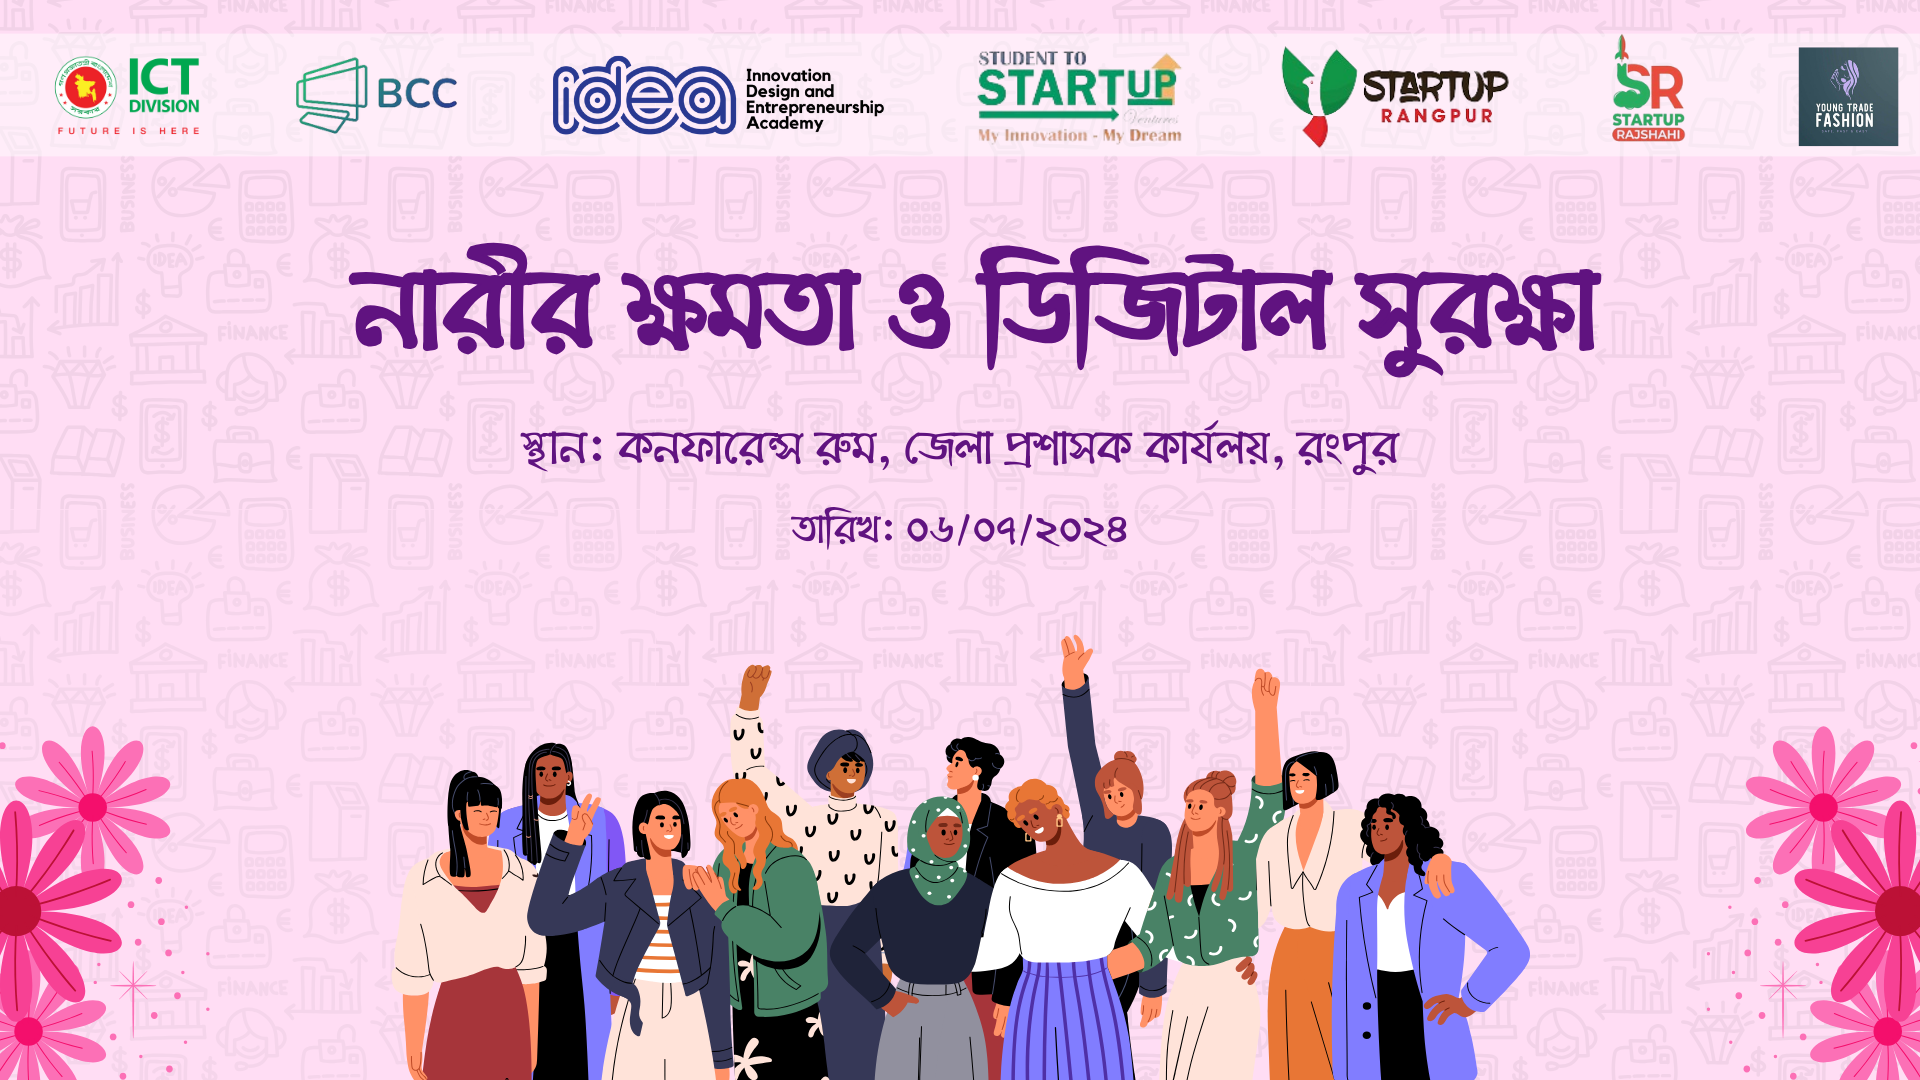 ICT
DIVISION
FUTURE IS HERE
BCC
idea
Innovation
Design and
Entrepreneurship
Academy
STUDENT TO
STARTUP
Ventures
My Innovation - My Dream
STARTUP
RANGPUR
SR
STARTUP
RAJSHAHI
YOUNG TRADE
FASHION
নারীর ক্ষমতা ও ডিজিটাল সুরক্ষা
স্থান: কনফারেন্স রুম, জেলা প্রশাসক কার্যলয়, রংপুর
তারিখ: ০৬/০৭/২০২৪